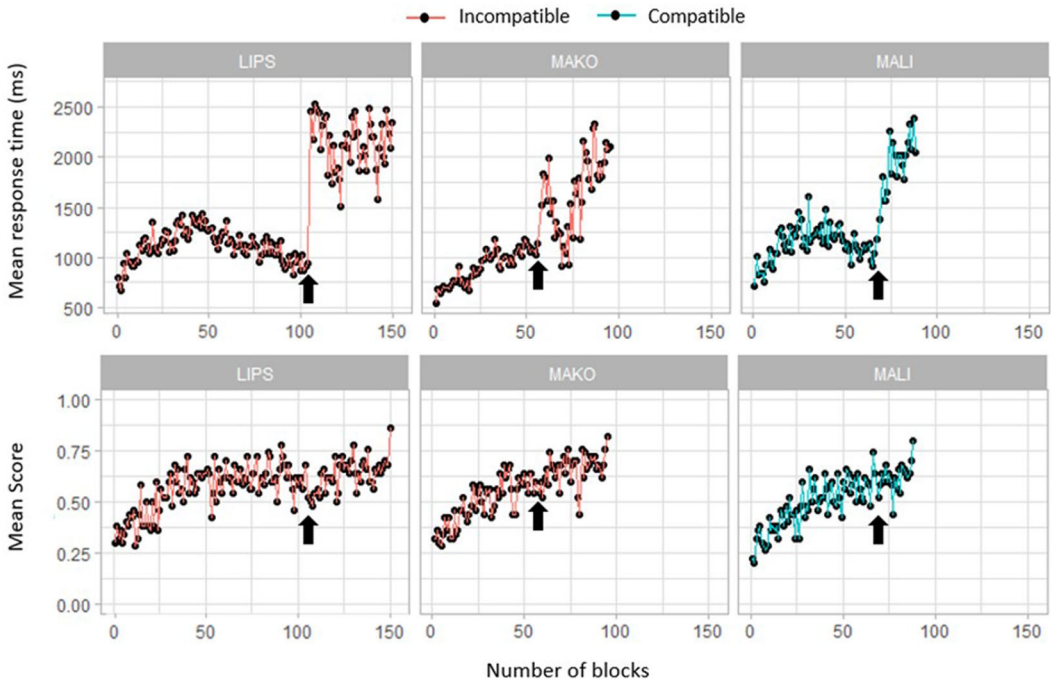 Incompatible Compatible
LIPS MAKO MALI
Mean response time (ms)
2500
2000
1500
1000
500
0 50 100 150 0 50 100 150 0 50 100 150
LIPS MAKO MALI
Mean Score
1.00
0.75
0.50
0.25
0.00
0 50 100 150 0 50 100 150 0 50 100 150
Number of blocks